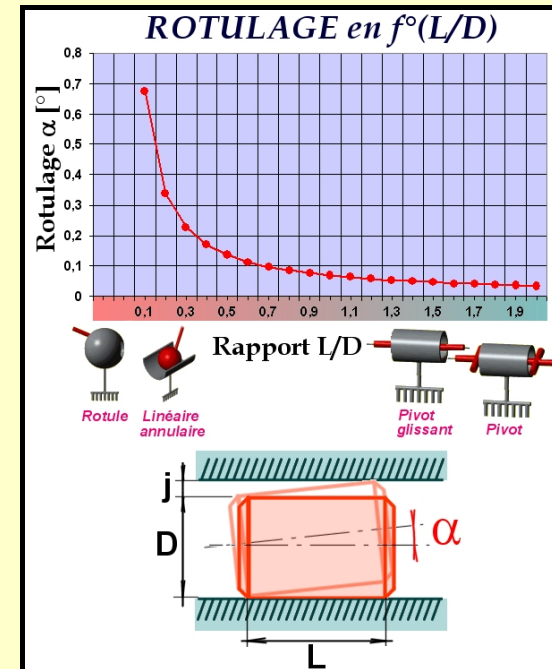 ROTULAGE en f°(L/D)
Rotulage α [°]
0,8
0,7
0,6
0,5
0,4
0,3
0,2
0,1
0
0,1 0,3 0,5 0,7 0,9 1,1 1,3 1,5 1,7 1,9
Rapport L/D
Rotule
Linéaire
annulaire
Pivot
glissant
Pivot
j
D
α
L